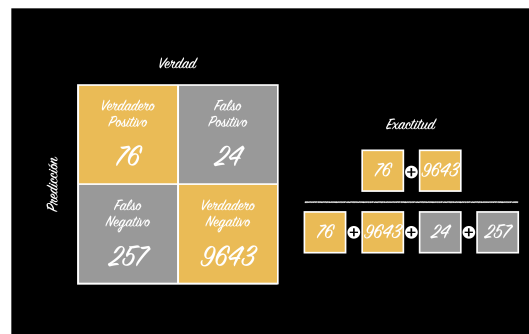 Verdad
Predicción
Verdadero
Positivo
76
Falso
Positivo
24
Falso
Negativo
257
Verdadero
Negativo
9643
Exactitud
76 + 9643
76 + 9643 + 24 + 257